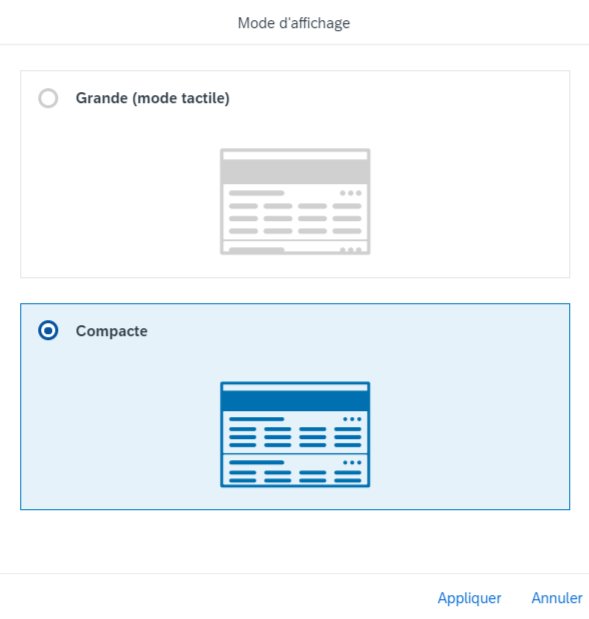 Mode d'affichage
Grande (mode tactile)
Compacte
Appliquer Annuler